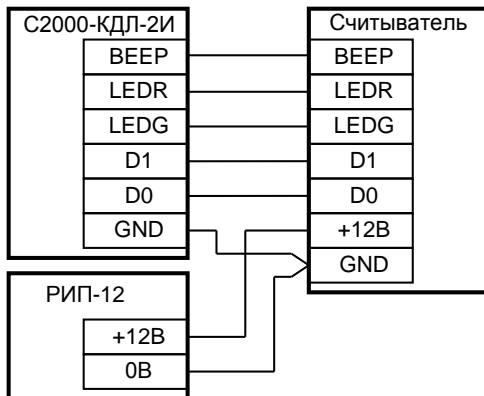 С2000-КДЛ-2И
BEEP
LEDR
LEDG
D1
D0
GND
РИП-12
+12В
0В
Считыватель
BEEP
LEDR
LEDG
D1
D0
+12В
GND